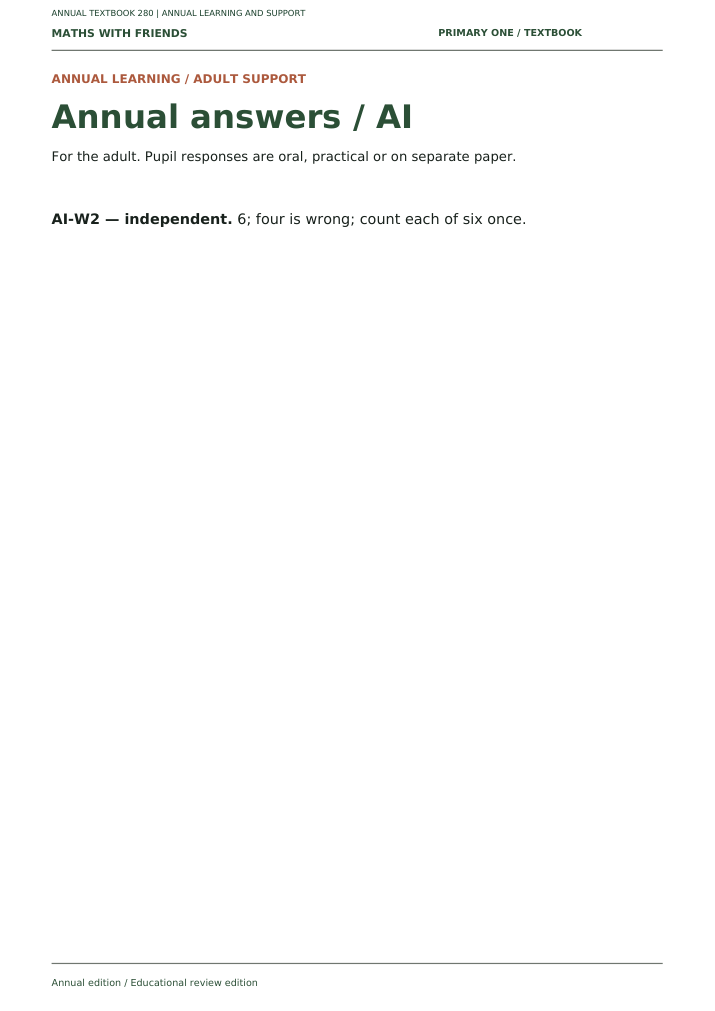 ANNUAL TEXTBOOK 280 | ANNUAL LEARNING AND SUPPORT
MATHS WITH FRIENDS
PRIMARY ONE / TEXTBOOK
ANNUAL LEARNING / ADULT SUPPORT
Annual answers / AI
For the adult. Pupil responses are oral, practical or on separate paper.
AI-W2 — independent. 6; four is wrong; count each of six once.
Annual edition / Educational review edition